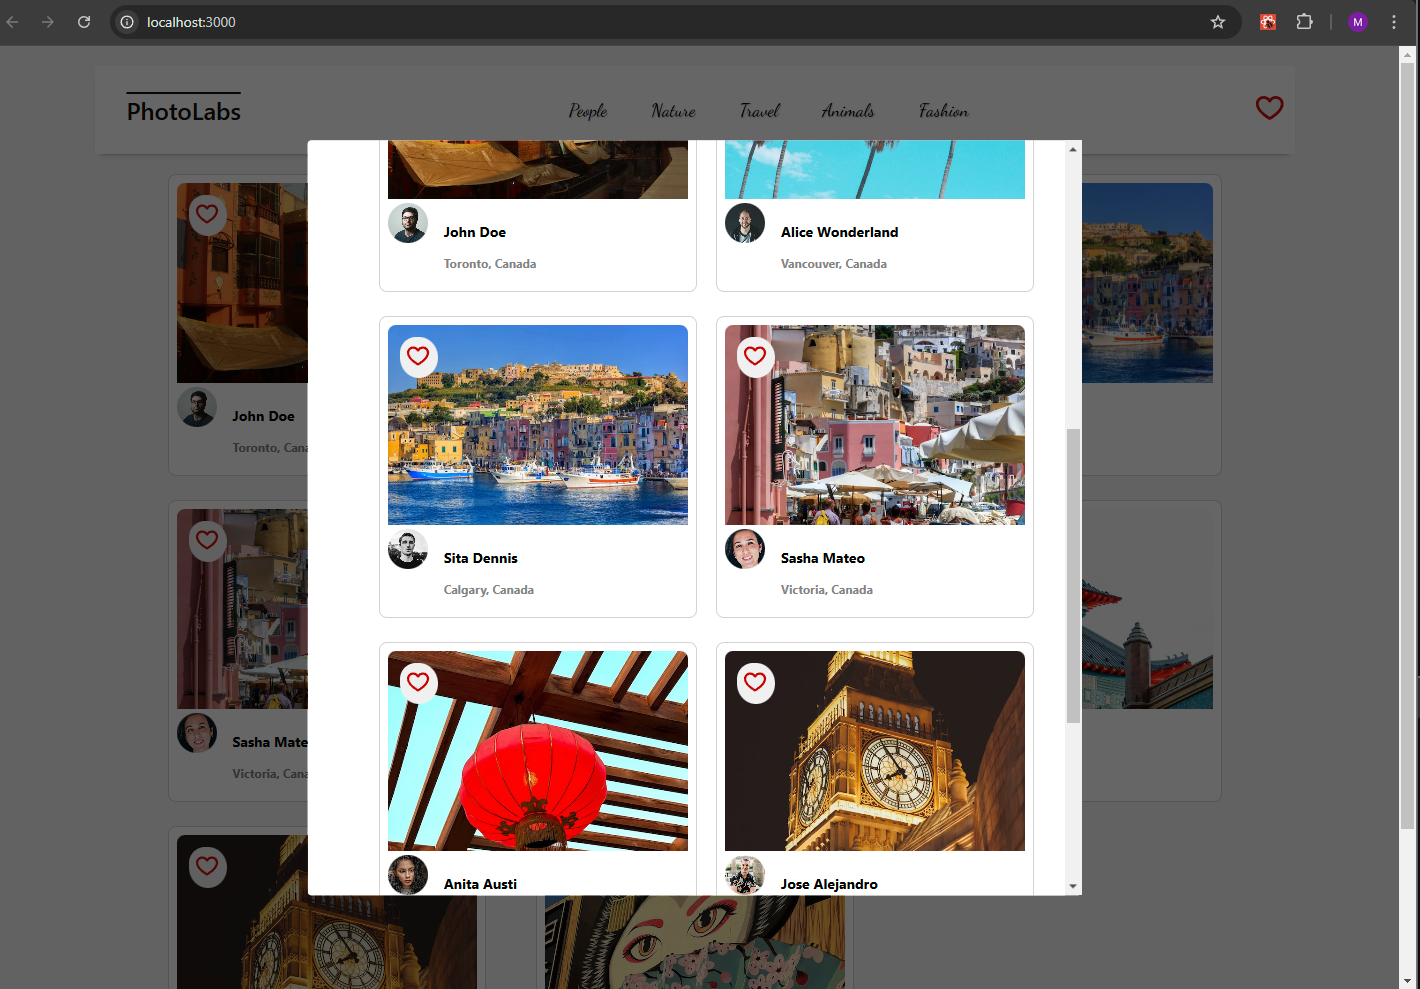 localhost:3000
M
PhotoLabs
People Nature Travel Animals Fashion
John Doe
Toronto, Cana
Sasha Mate
Victoria, Cana
John Doe
Toronto, Canada
Alice Wonderland
Vancouver, Canada
Sita Dennis
Calgary, Canada
Sasha Mateo
Victoria, Canada
Anita Austi
Jose Alejandro